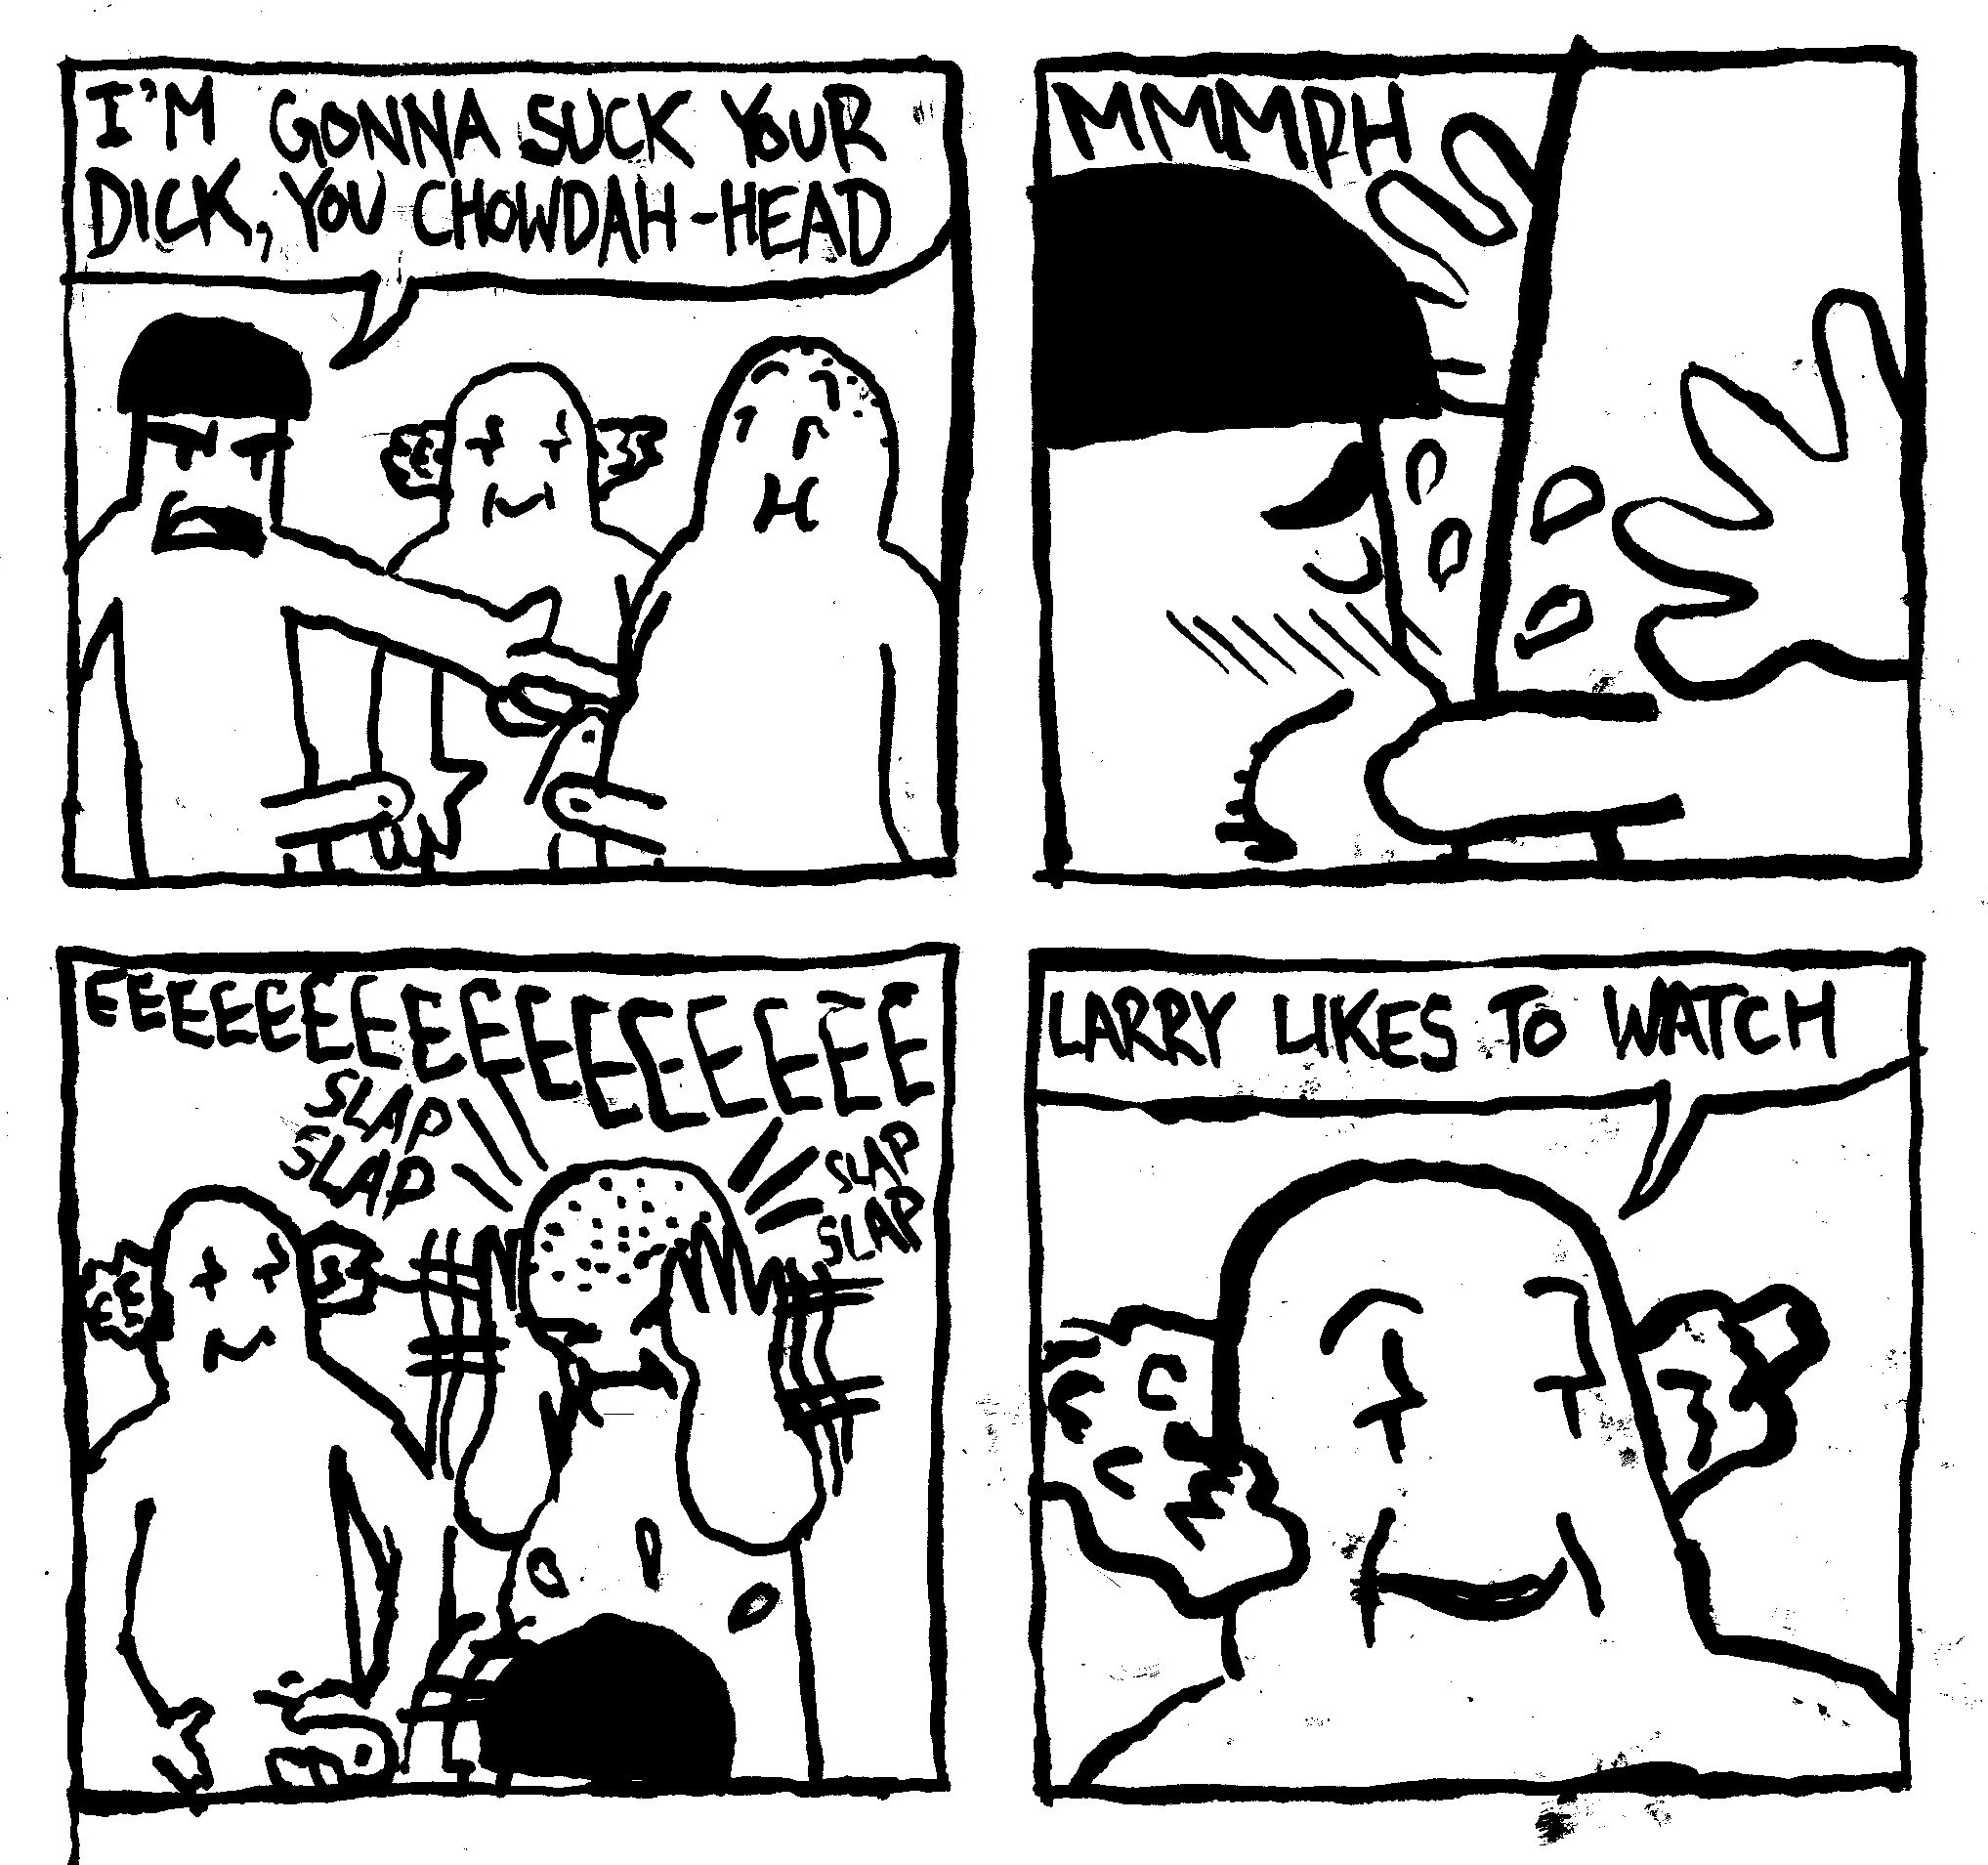 I'M GONNA SUCK YOUR
DICK, YOU CHOWDAH-HEAD
MMMPH
EEEEEEEEEEEEEEEEEE
SLAP
SLAP
SLAP
SLAP
LARRY LIKES TO WATCH